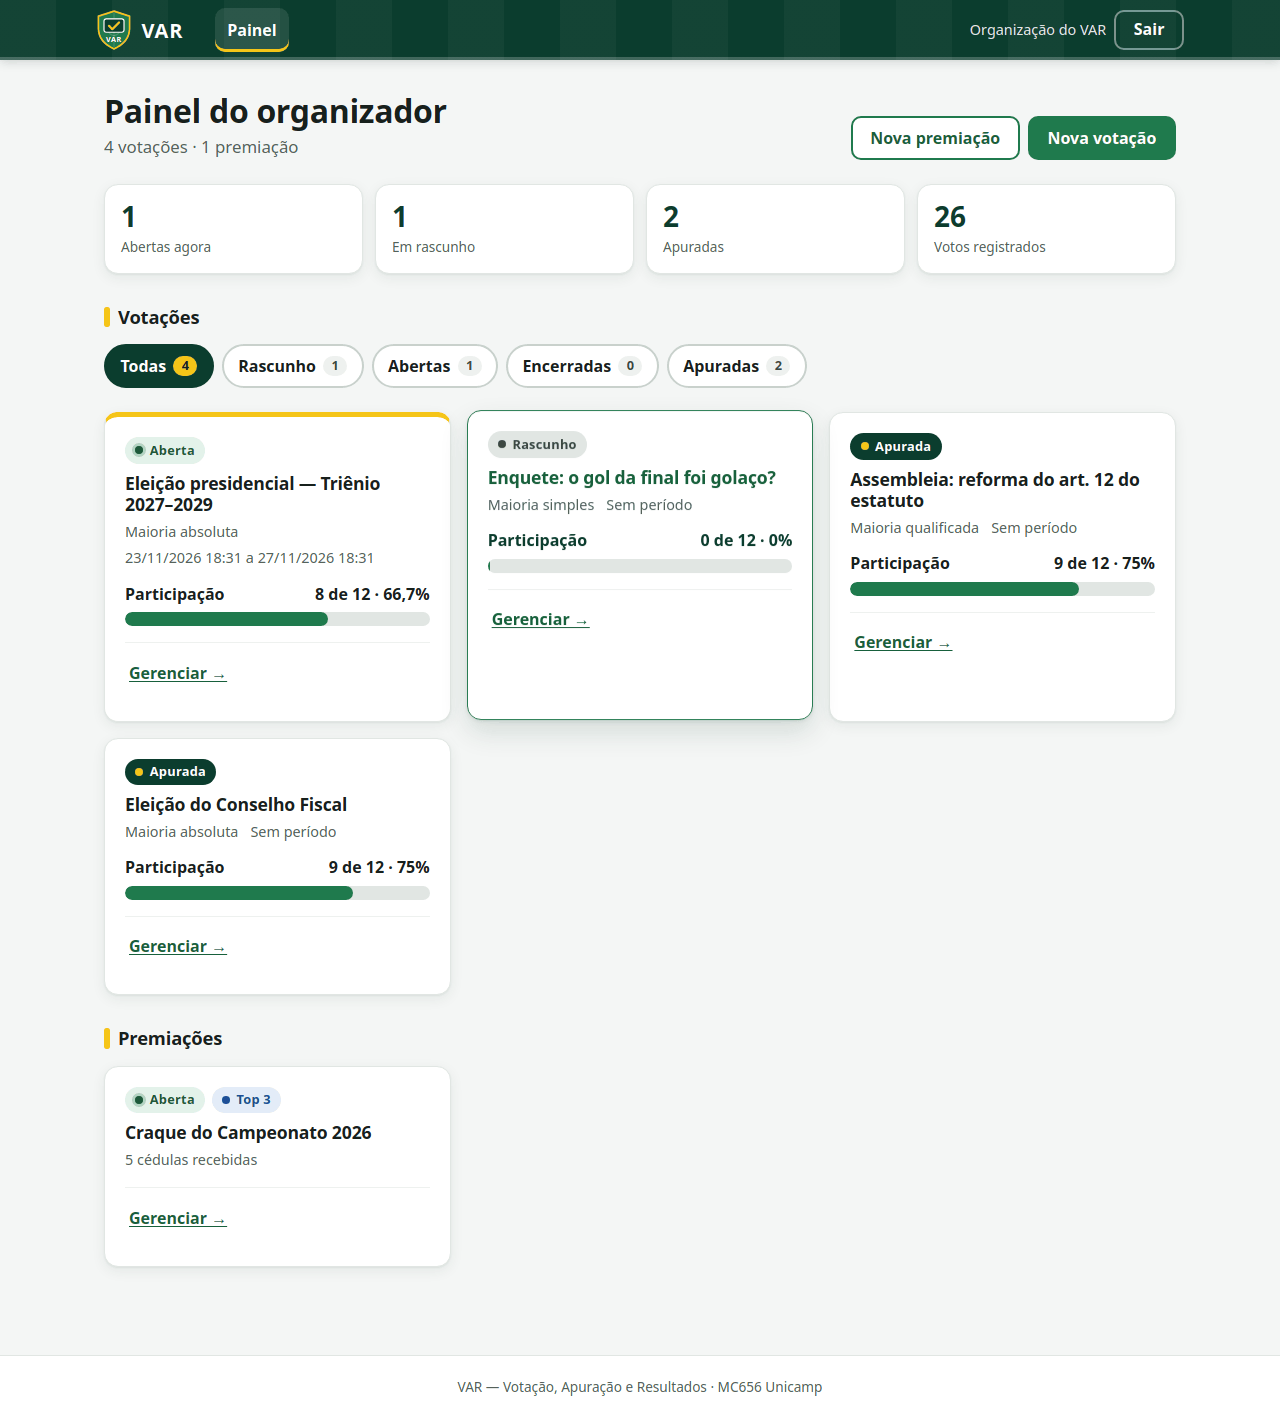 VAR
VAR
Painel
Organização do VAR
Sair
Painel do organizador
4 votações · 1 premiação
Nova premiação
Nova votação
1
Abertas agora
1
Em rascunho
2
Apuradas
26
Votos registrados
Votações
Todas 4
Rascunho 1
Abertas 1
Encerradas 0
Apuradas 2
Aberta
Eleição presidencial — Triênio
2027–2029
Maioria absoluta
23/11/2026 18:31 a 27/11/2026 18:31
Participação 8 de 12 · 66,7%
Gerenciar →
Rascunho
Enquete: o gol da final foi golaço?
Maioria simples Sem período
Participação 0 de 12 · 0%
Gerenciar →
Apurada
Assembleia: reforma do art. 12 do
estatuto
Maioria qualificada Sem período
Participação 9 de 12 · 75%
Gerenciar →
Apurada
Eleição do Conselho Fiscal
Maioria absoluta Sem período
Participação 9 de 12 · 75%
Gerenciar →
Premiações
Aberta Top 3
Craque do Campeonato 2026
5 cédulas recebidas
Gerenciar →
VAR — Votação, Apuração e Resultados · MC656 Unicamp